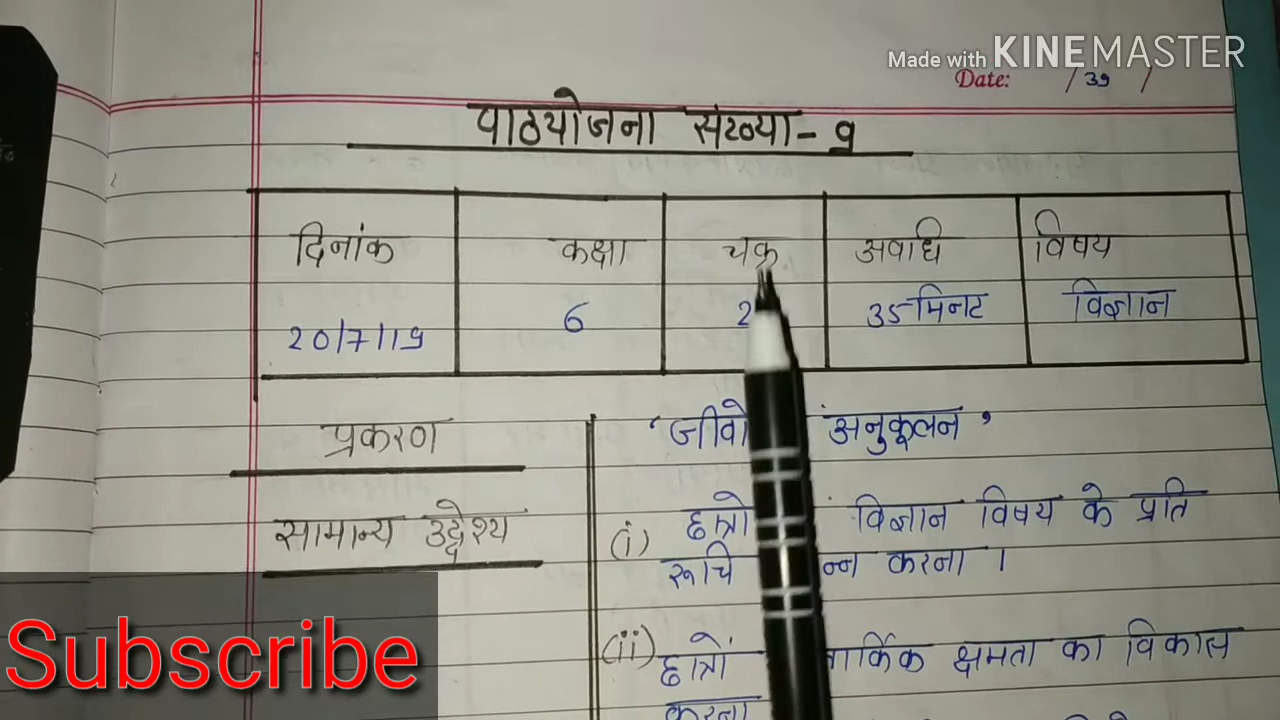 Made with KINEMASTER
Date: / 39 /
पाठयोजना संख्या - 9
दिनांक कक्षा चक्र अवधि विषय
20/7/19 6 2 35 मिनट विज्ञान
प्रकरण ' अनुकूलन '
सामान्य उद्देश्य (i) विज्ञान विषय के प्रति
रूचि करना ।
(ii) छात्रों क्षमता का विकास
करना
Subscribe